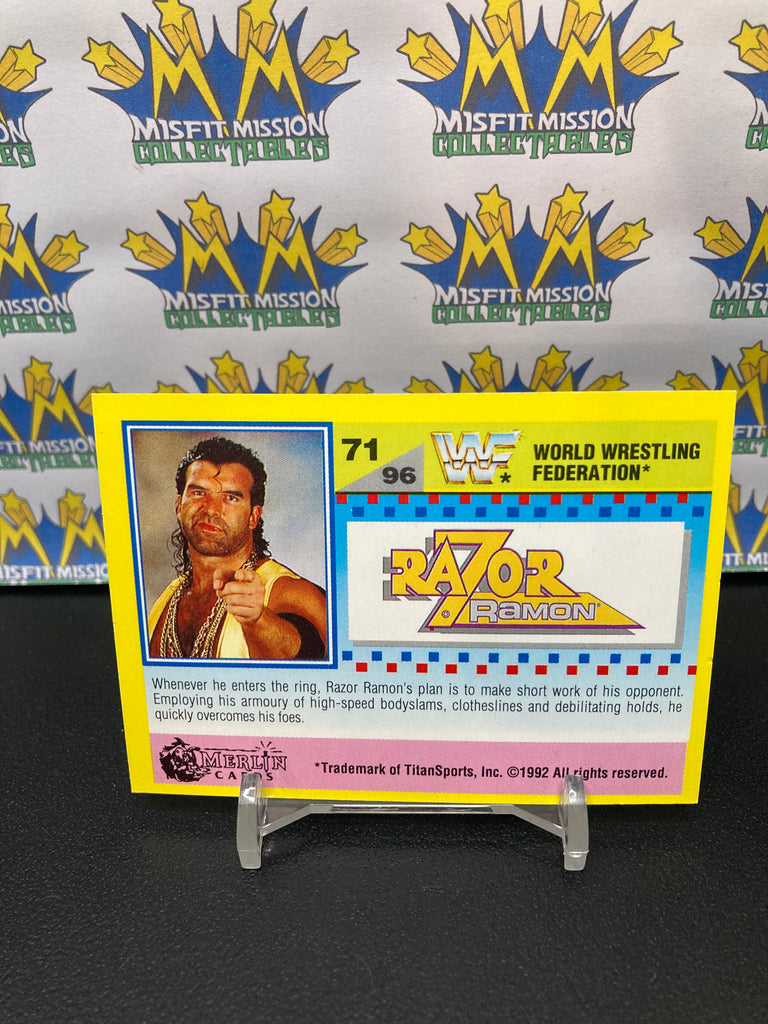 MISFIT MISSION
COLLECTABLES
MISFIT MISSION
COLLECTABLES
MISFIT MISSION
COLLECTABLES
MISFIT MISSION
COLLECTABLES
71
96
WF*
WORLD WRESTLING
FEDERATION*
RAZOR
RAMON
Whenever he enters the ring, Razor Ramon's plan is to make short work of his opponent.
Employing his armoury of high-speed bodyslams, clotheslines and debilitating holds, he
quickly overcomes his foes.
MERLIN
CARDS
*Trademark of TitanSports, Inc. ©1992 All rights reserved.